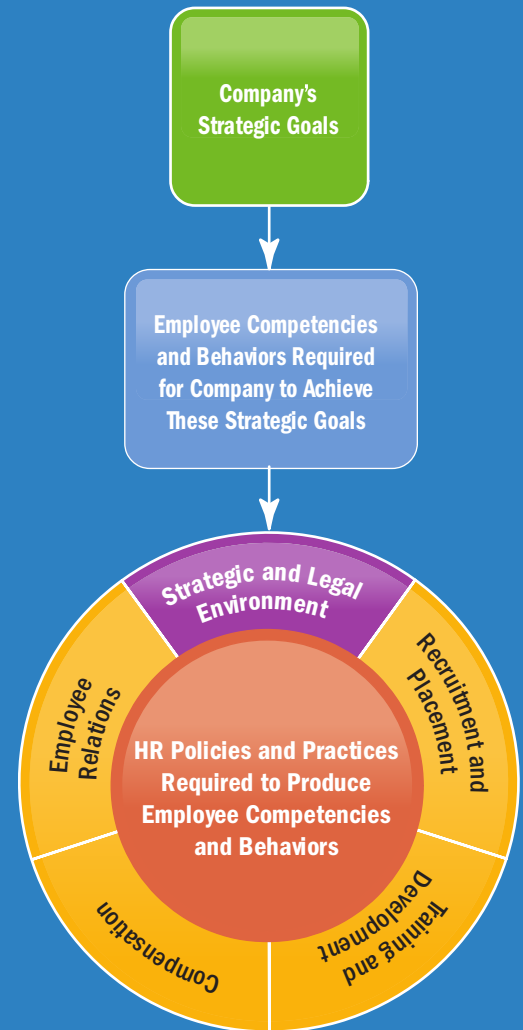 Company's
Strategic Goals
Employee Competencies
and Behaviors Required
for Company to Achieve
These Strategic Goals
Strategic and Legal
Environment
Recruitment and
Placement
Training and
Development
Compensation
Employee
Relations
HR Policies and Practices
Required to Produce
Employee Competencies
and Behaviors